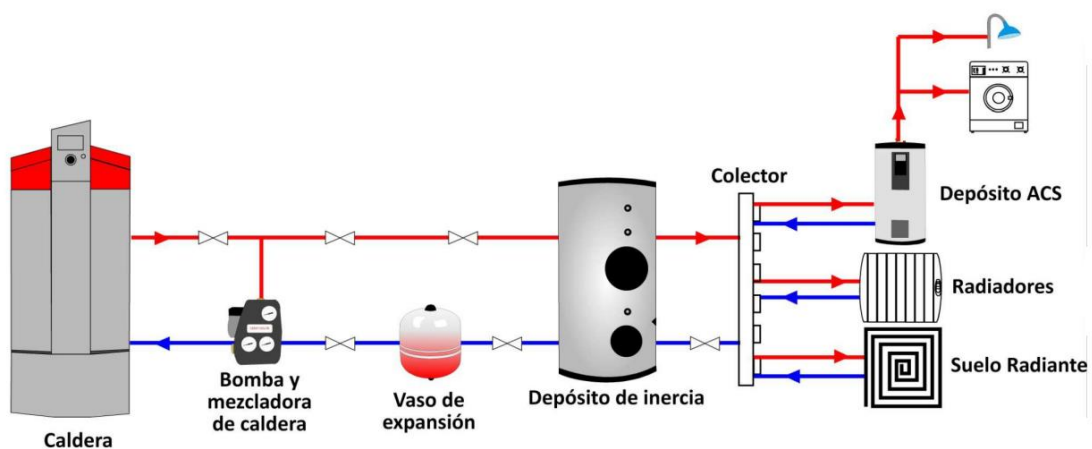 Colector
Depósito ACS
Radiadores
Suelo Radiante
Depósito de inercia
Vaso de
expansión
Bomba y
mezcladora
de caldera
Caldera